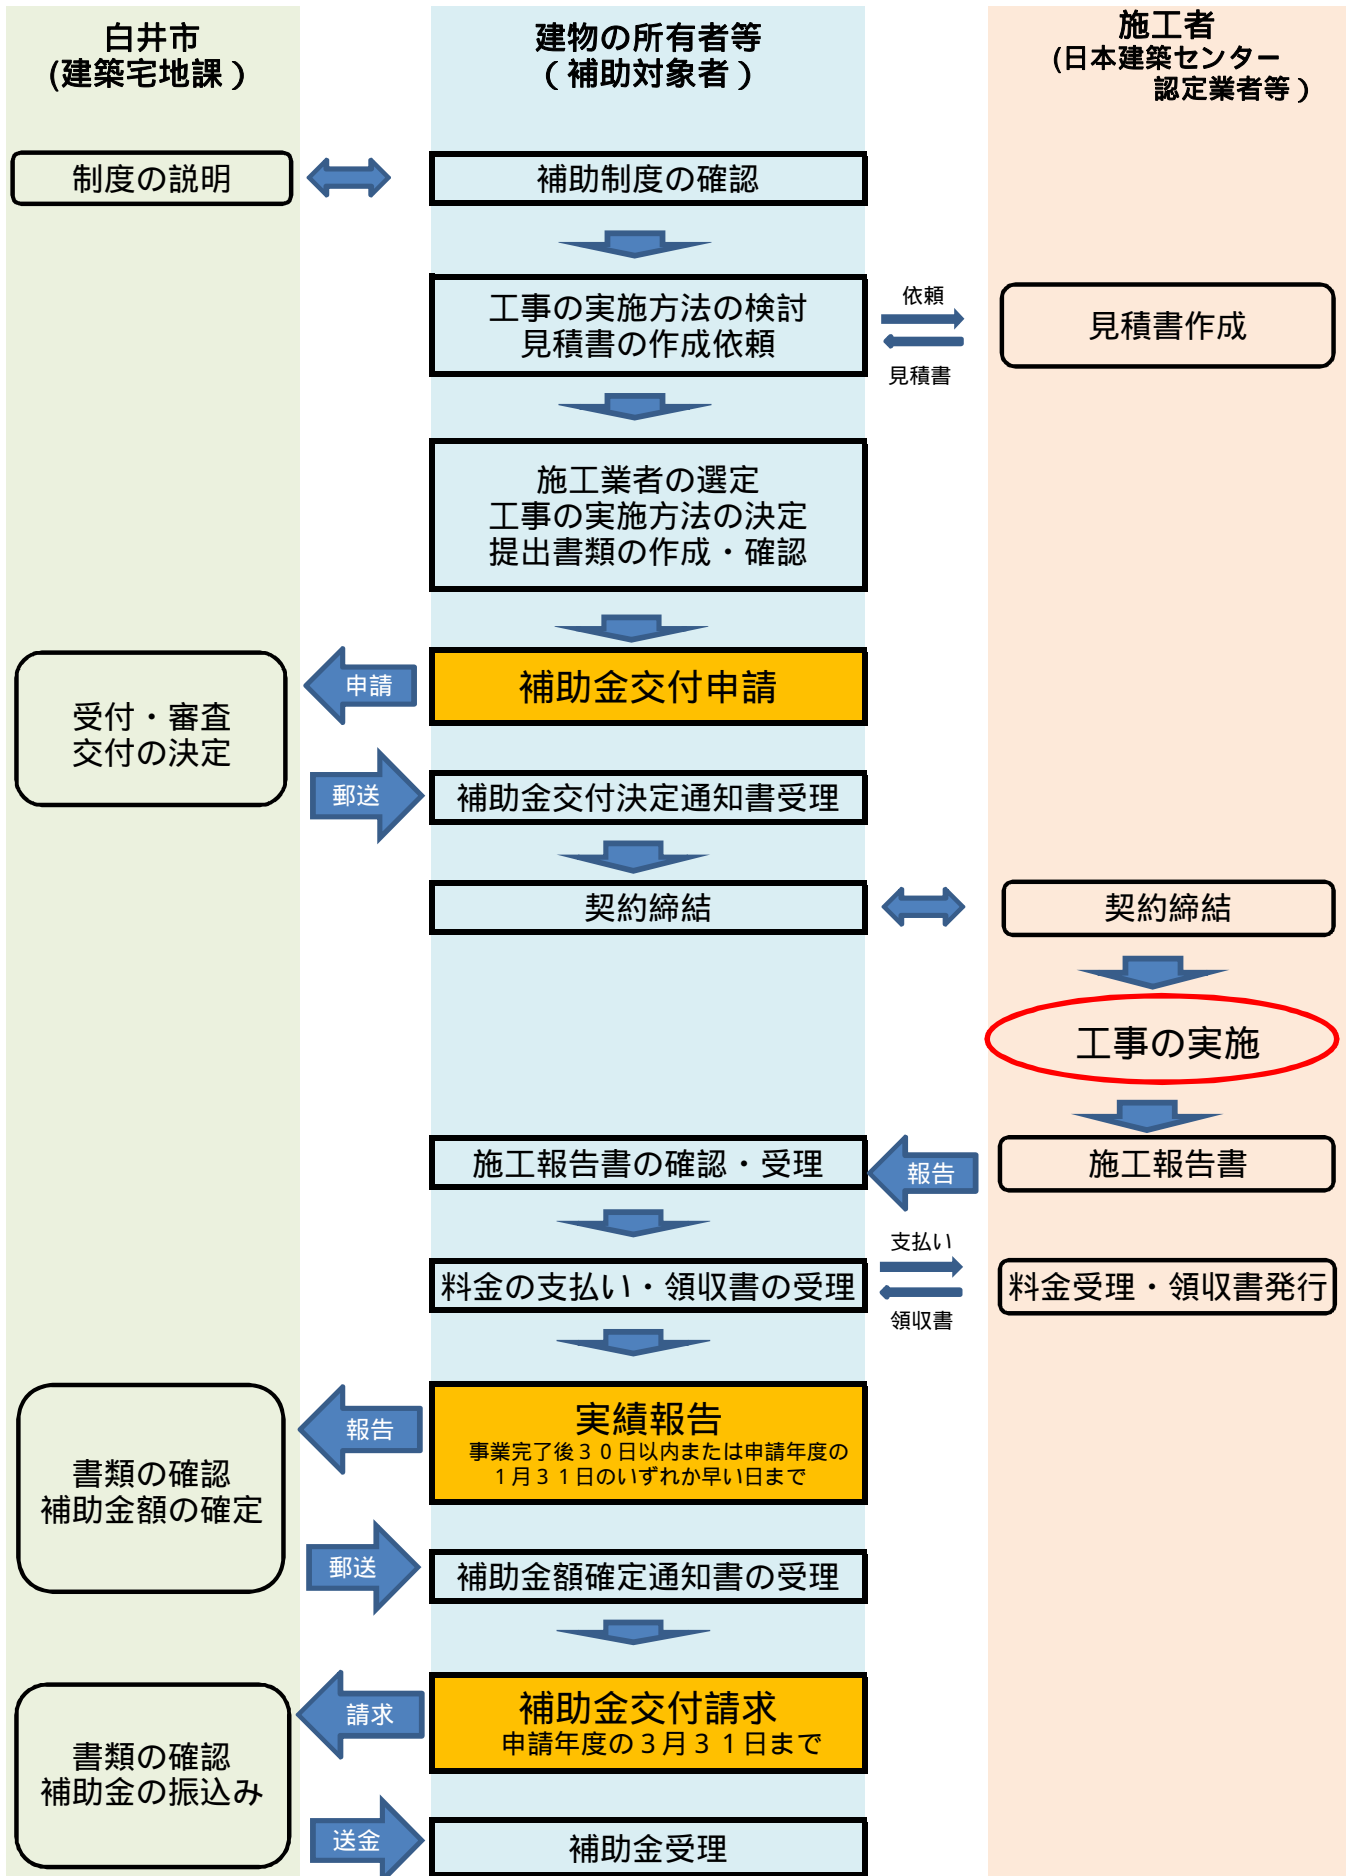 白井市
(建築宅地課)
建物の所有者等
(補助対象者)
施工者
(日本建築センター
認定業者等)
制度の説明
補助制度の確認
工事の実施方法の検討
見積書の作成依頼
依頼
見積書
見積書作成
施工業者の選定
工事の実施方法の決定
提出書類の作成・確認
受付・審査
交付の決定
申請
補助金交付申請
郵送
補助金交付決定通知書受理
契約締結
契約締結
工事の実施
施工報告書の確認・受理
報告
施工報告書
料金の支払い・領収書の受理
支払い
領収書
料金受理・領収書発行
書類の確認
補助金額の確定
報告
実績報告
事業完了後30日以内または申請年度の
1月31日のいずれか早い日まで
郵送
補助金額確定通知書の受理
書類の確認
補助金の振込み
請求
補助金交付請求
申請年度の3月31日まで
送金
補助金受理